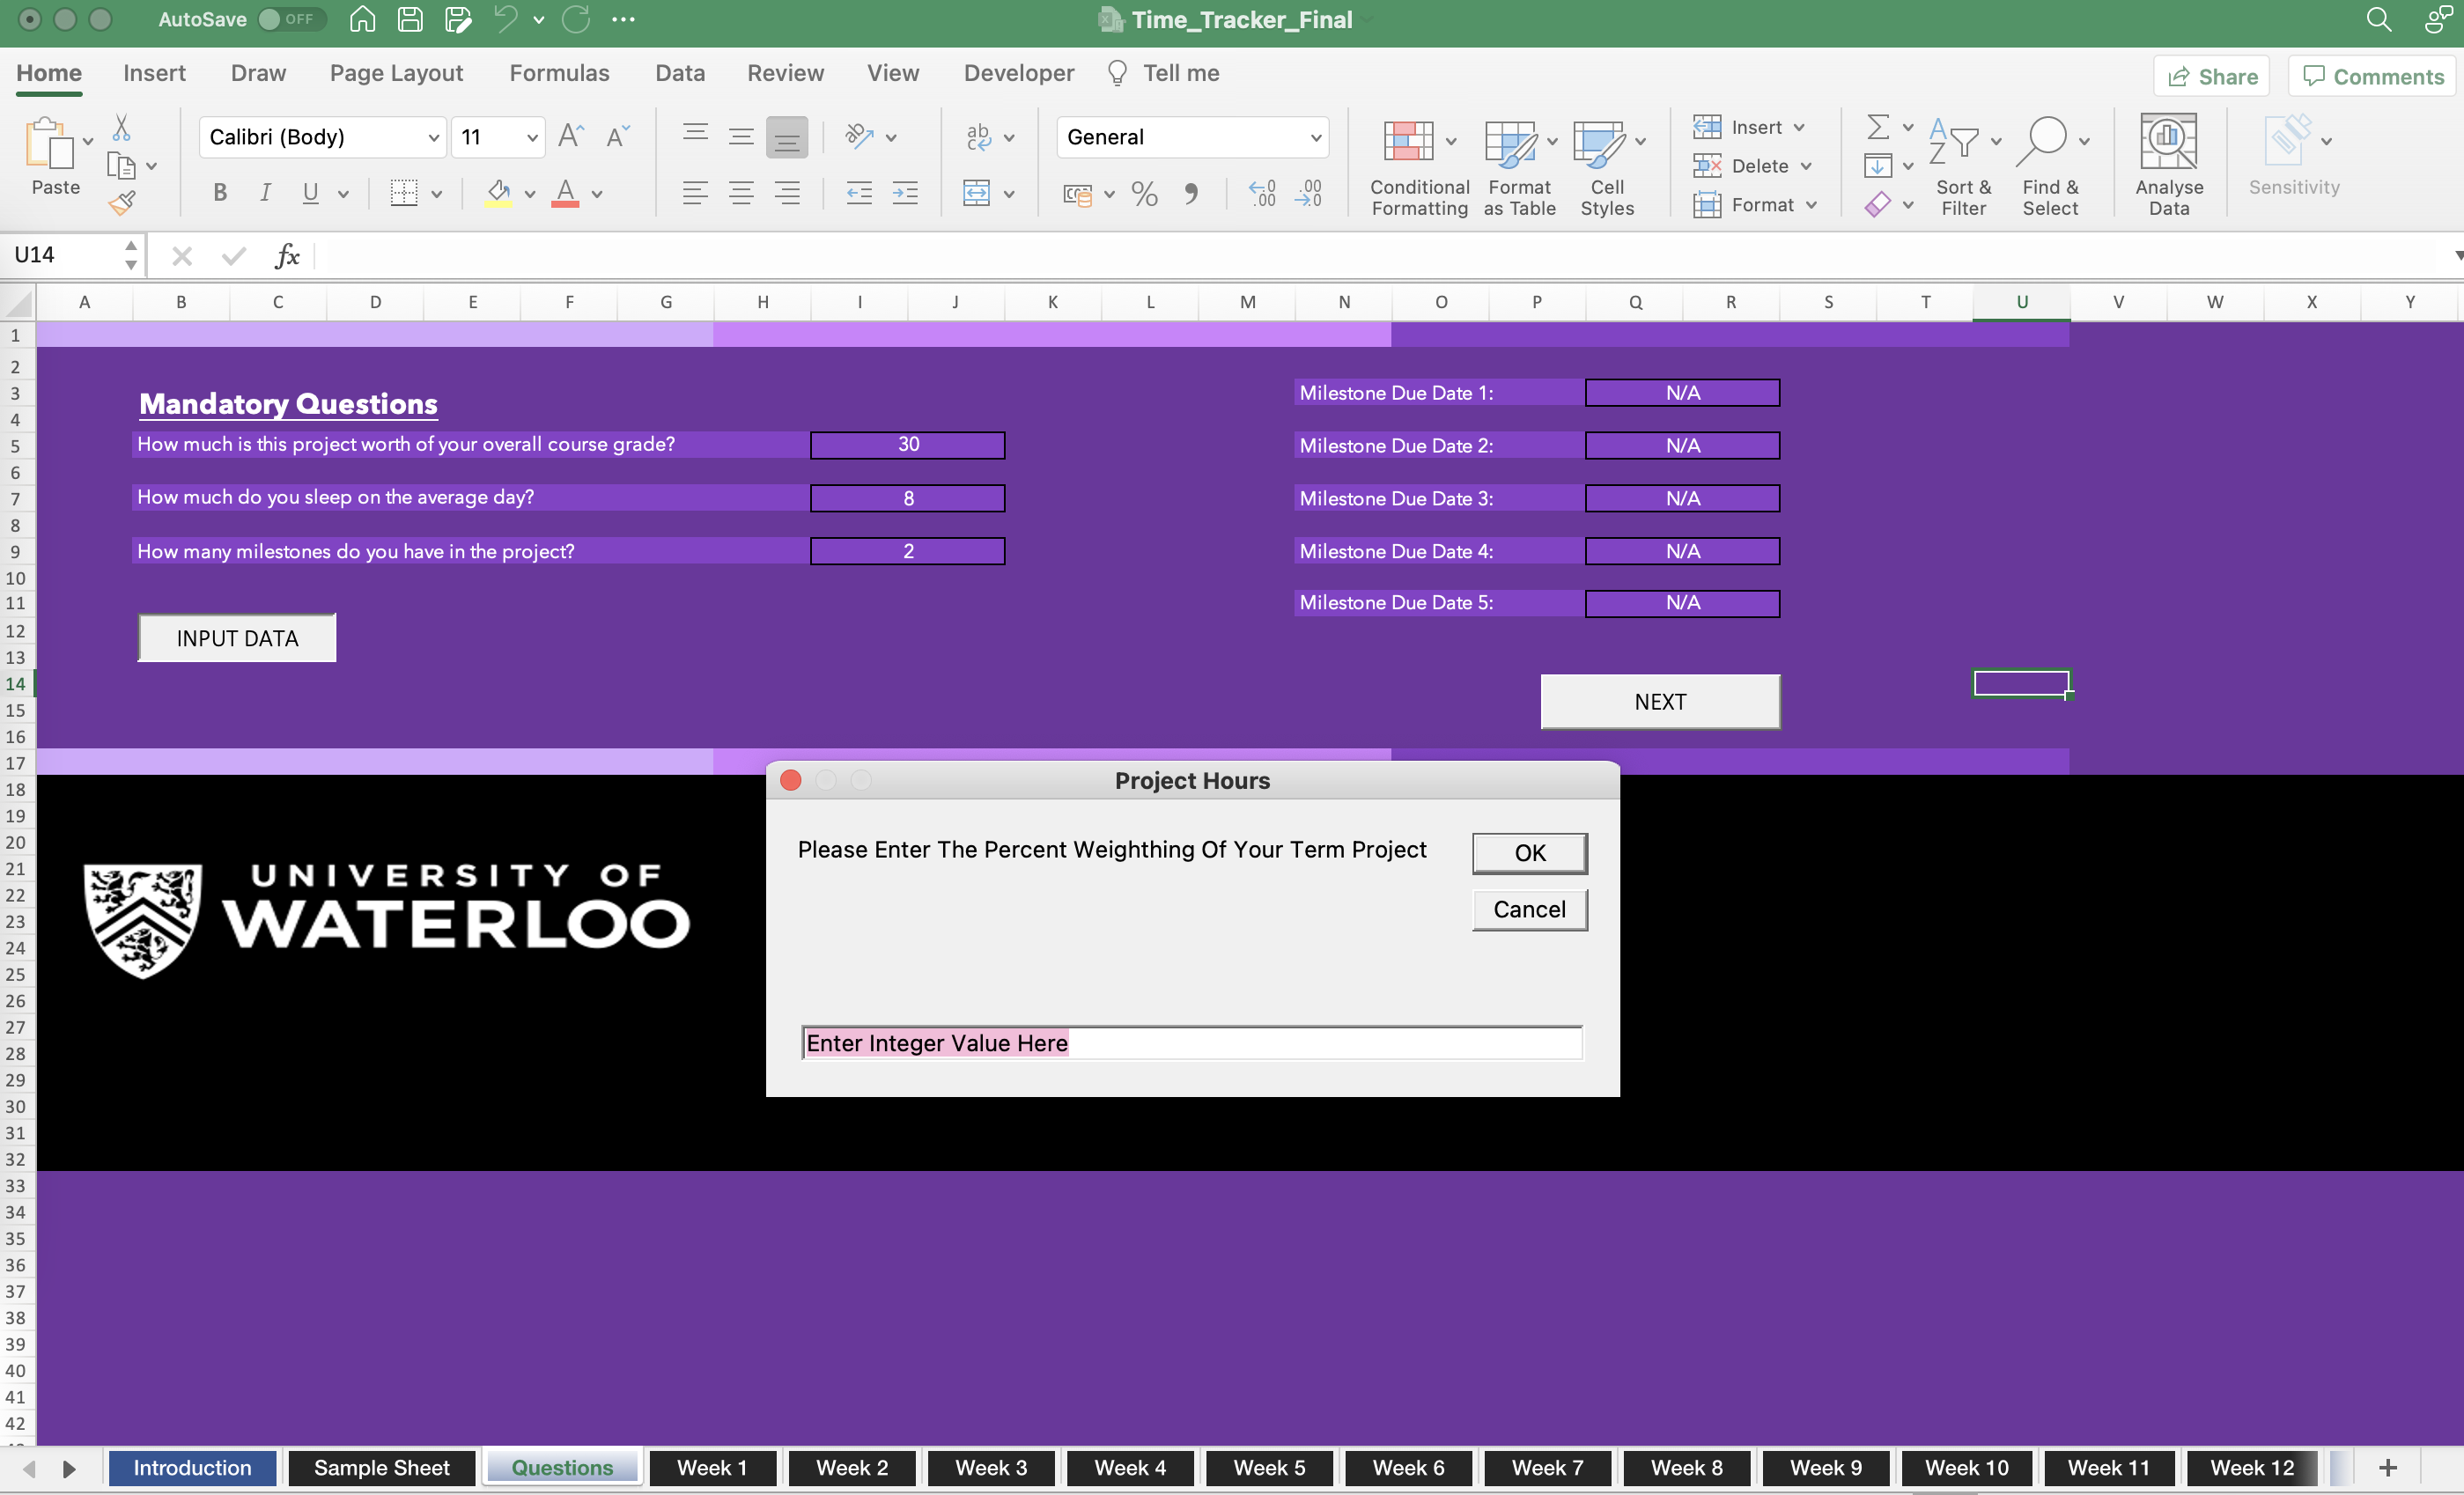 AutoSave OFF Time_Tracker_Final
Home Insert Draw Page Layout Formulas Data Review View Developer Tell me Share Comments
Paste
Calibri (Body) 11
B I U
ab
General
Conditional Formatting
Format as Table
Cell Styles
Insert
Delete
Format
Sort & Filter
Find & Select
Analyse Data
Sensitivity
U14 fx
A B C D E F G H I J K L M N O P Q R S T U V W X Y
1
2
3
4
5
6
7
8
9
10
11
12
13
14
15
16
17
18
19
20
21
22
23
24
25
26
27
28
29
30
31
32
33
34
35
36
37
38
39
40
41
42
Mandatory Questions
How much is this project worth of your overall course grade? 30
How much do you sleep on the average day? 8
How many milestones do you have in the project? 2
INPUT DATA
Milestone Due Date 1: N/A
Milestone Due Date 2: N/A
Milestone Due Date 3: N/A
Milestone Due Date 4: N/A
Milestone Due Date 5: N/A
NEXT
UNIVERSITY OF
WATERLOO
Project Hours
Please Enter The Percent Weighthing Of Your Term Project
OK
Cancel
Enter Integer Value Here
Introduction Sample Sheet Questions Week 1 Week 2 Week 3 Week 4 Week 5 Week 6 Week 7 Week 8 Week 9 Week 10 Week 11 Week 12